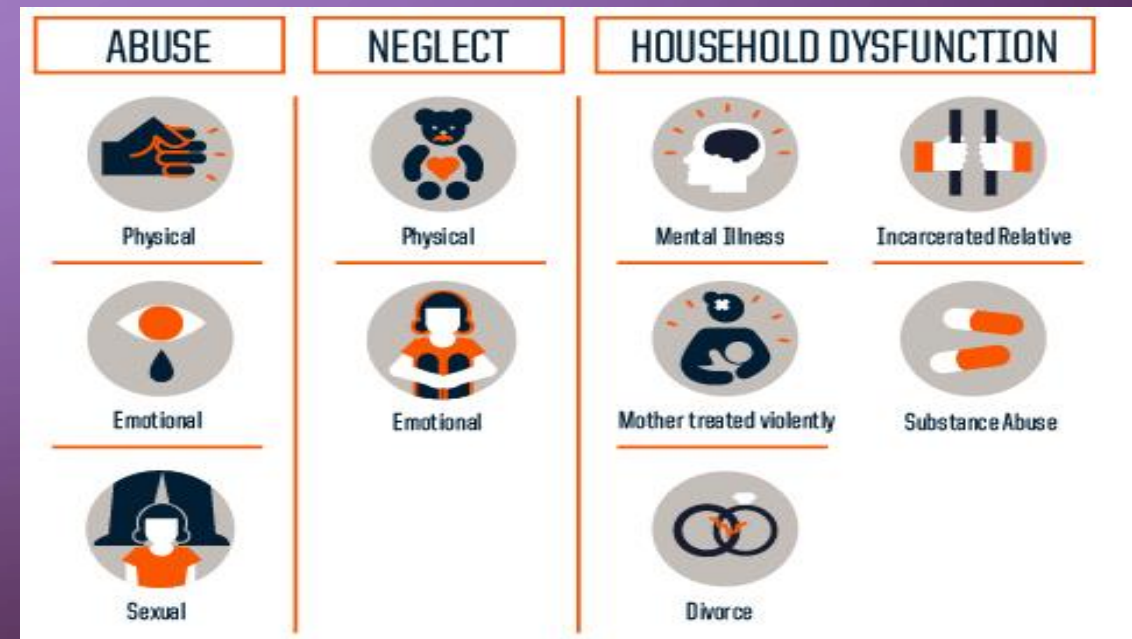 ABUSE
Physical
Emotional
Sexual
NEGLECT
Physical
Emotional
HOUSEHOLD DYSFUNCTION
Mental Illness
Incarcerated Relative
Mother treated violently
Substance Abuse
Divorce